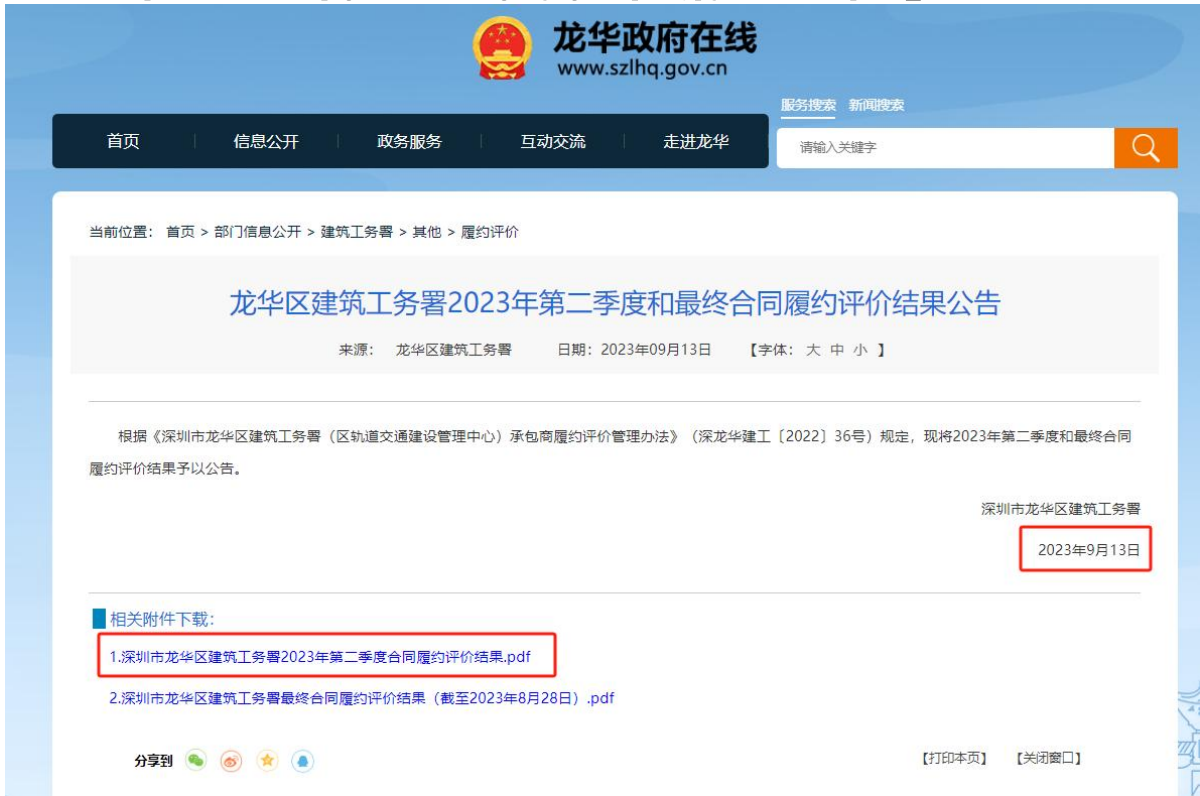 龙华政府在线
www.szlhq.gov.cn
服务搜索 新闻搜索
首页 信息公开 政务服务 互动交流 走进龙华 请输入关键字
当前位置： 首页 > 部门信息公开 > 建筑工务署 > 其他 > 履约评价
龙华区建筑工务署2023年第二季度和最终合同履约评价结果公告
来源： 龙华区建筑工务署 日期：2023年09月13日 【字体：大 中 小 】
根据《深圳市龙华区建筑工务署（区轨道交通建设管理中心）承包商履约评价管理办法》（深龙华建工〔2022〕36号）规定，现将2023年第二季度和最终合同
履约评价结果予以公告。
深圳市龙华区建筑工务署
2023年9月13日
相关附件下载：
1.深圳市龙华区建筑工务署2023年第二季度合同履约评价结果.pdf
2.深圳市龙华区建筑工务署最终合同履约评价结果（截至2023年8月28日）.pdf
分享到 【打印本页】 【关闭窗口】